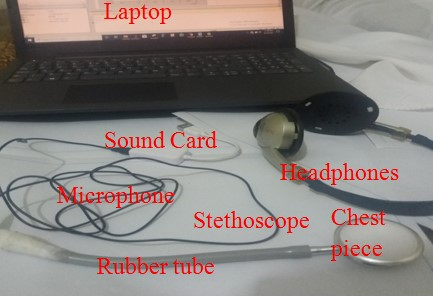 Laptop
Sound Card
Headphones
Microphone
Stethoscope
Chest
piece
Rubber tube